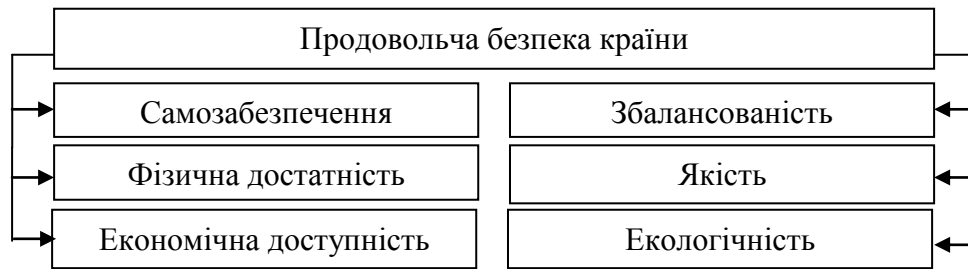 Продовольча безпека країни
Самозабезпечення
Збалансованість
Фізична достатність
Якість
Економічна доступність
Екологічність